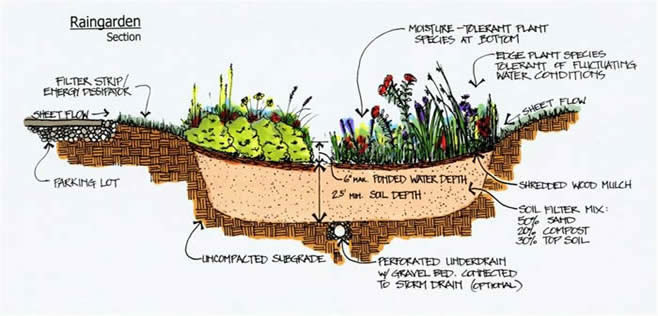 Raingarden
Section
MOISTURE-TOLERANT PLANT
SPECIES AT BOTTOM
EDGE PLANT SPECIES
TOLERANT OF FLUCTUATING
WATER CONDITIONS
FILTER STRIP/
ENERGY DISSIPATOR
SHEET FLOW
SHEET FLOW
PARKING LOT
6" MAX. PONDED WATER DEPTH
2.5' MIN. SOIL DEPTH
SHREDDED WOOD MULCH
SOIL FILTER MIX:
50% SAND
20% COMPOST
30% TOP SOIL
UNCOMPACTED SUBGRADE
PERFORATED UNDERDRAIN
W/ GRAVEL BED. CONNECTED
TO STORM DRAIN (OPTIONAL)